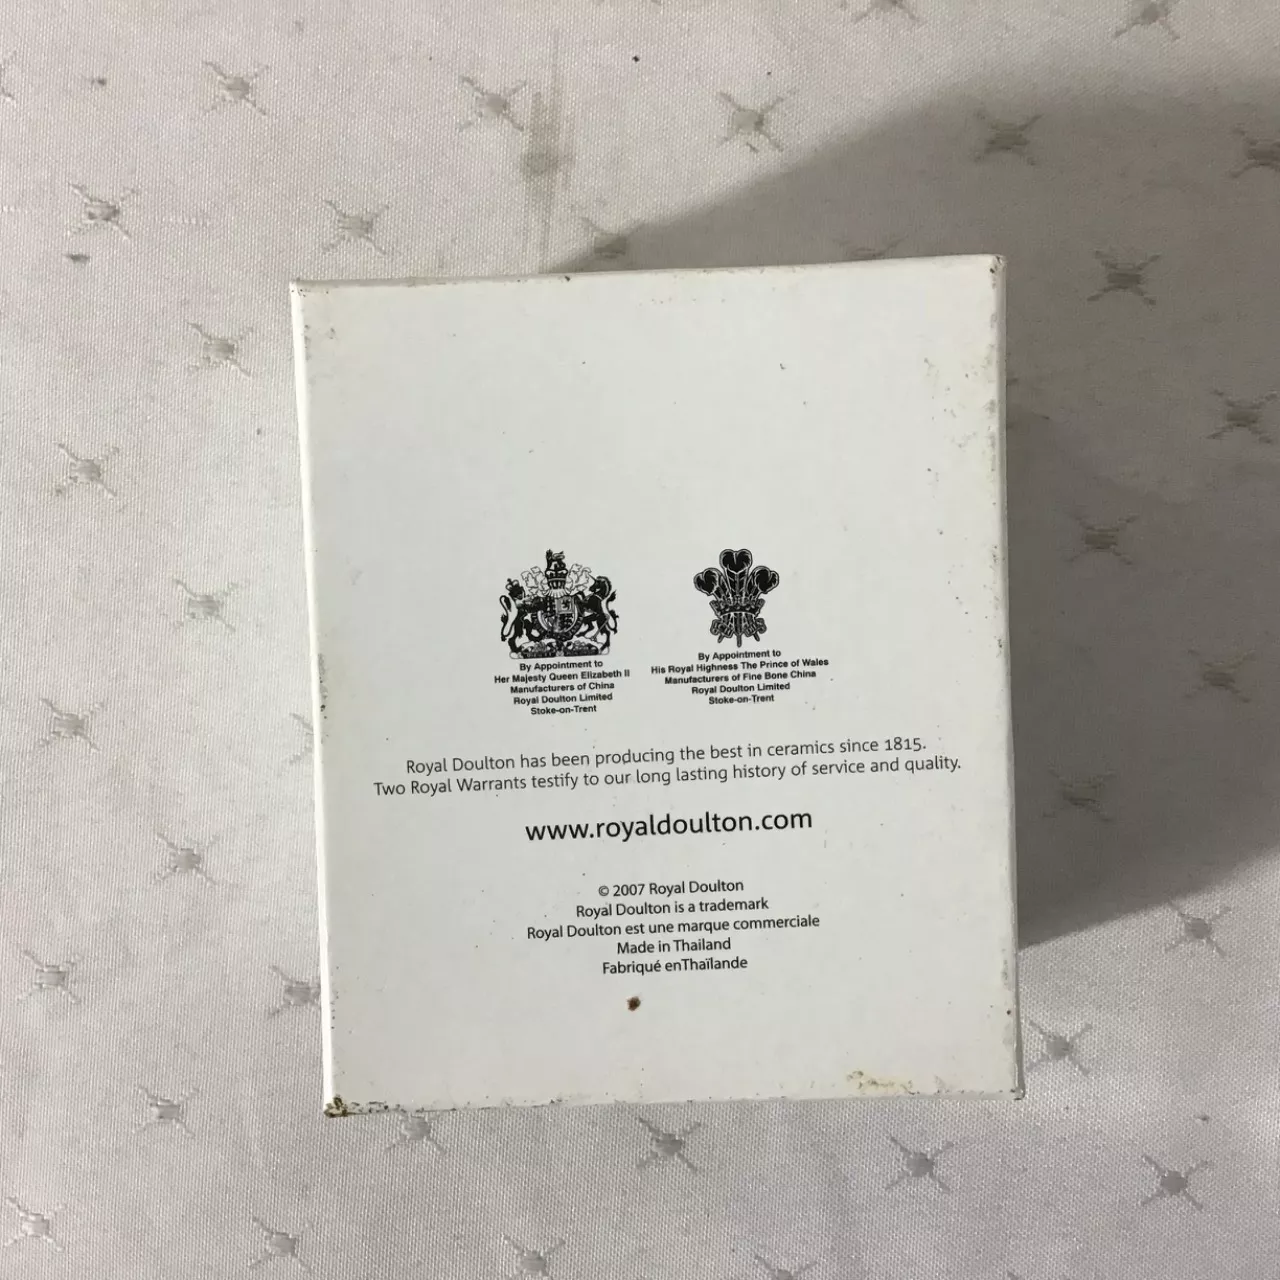 By Appointment to
Her Majesty Queen Elizabeth II
Manufacturers of China
Royal Doulton Limited
Stoke-on-Trent
By Appointment to
His Royal Highness The Prince of Wales
Manufacturers of Fine Bone China
Royal Doulton Limited
Stoke-on-Trent
Royal Doulton has been producing the best in ceramics since 1815.
Two Royal Warrants testify to our long lasting history of service and quality.
www.royaldoulton.com
© 2007 Royal Doulton
Royal Doulton is a trademark
Royal Doulton est une marque commerciale
Made in Thailand
Fabriqué enThaïlande